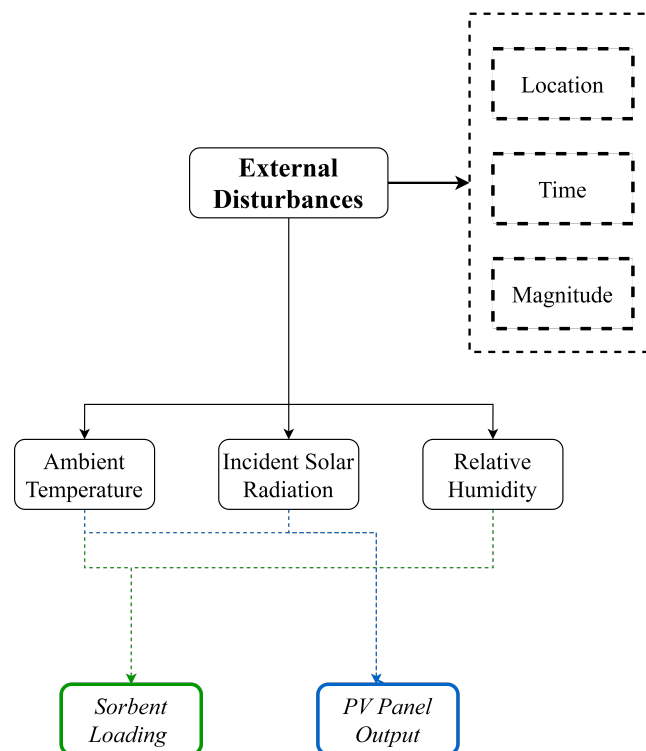 Location
External
Disturbances
Time
Magnitude
Ambient
Temperature
Incident Solar
Radiation
Relative
Humidity
Sorbent
Loading
PV Panel
Output